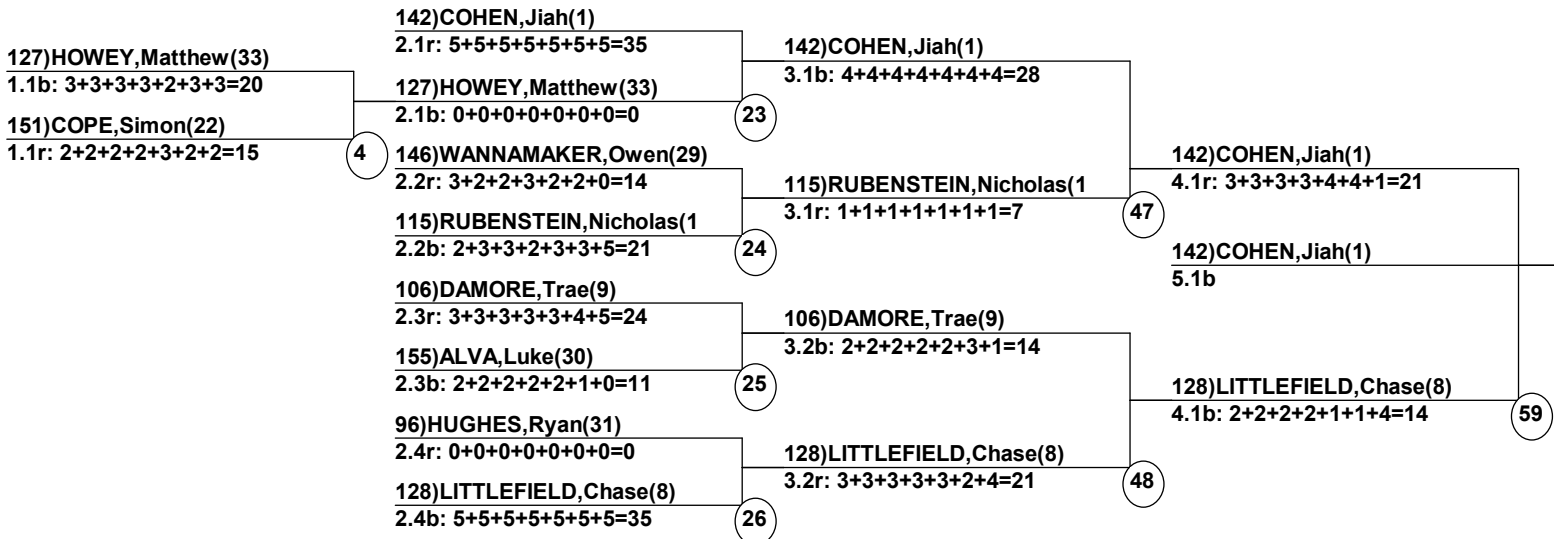 127)HOWEY,Matthew(33)
1.1b: 3+3+3+3+2+3+3=20
151)COPE,Simon(22)
1.1r: 2+2+2+2+3+2+2=15
4
142)COHEN,Jiah(1)
2.1r: 5+5+5+5+5+5+5=35
127)HOWEY,Matthew(33)
2.1b: 0+0+0+0+0+0+0=0
23
146)WANNAMAKER,Owen(29)
2.2r: 3+2+2+3+2+2+0=14
115)RUBENSTEIN,Nicholas(1
2.2b: 2+3+3+2+3+3+5=21
24
106)DAMORE,Trae(9)
2.3r: 3+3+3+3+3+4+5=24
155)ALVA,Luke(30)
2.3b: 2+2+2+2+2+1+0=11
25
96)HUGHES,Ryan(31)
2.4r: 0+0+0+0+0+0+0=0
128)LITTLEFIELD,Chase(8)
2.4b: 5+5+5+5+5+5+5=35
26
142)COHEN,Jiah(1)
3.1b: 4+4+4+4+4+4+4=28
115)RUBENSTEIN,Nicholas(1
3.1r: 1+1+1+1+1+1+1=7
47
106)DAMORE,Trae(9)
3.2b: 2+2+2+2+2+3+1=14
128)LITTLEFIELD,Chase(8)
3.2r: 3+3+3+3+3+2+4=21
48
142)COHEN,Jiah(1)
4.1r: 3+3+3+3+4+4+1=21
142)COHEN,Jiah(1)
5.1b
128)LITTLEFIELD,Chase(8)
4.1b: 2+2+2+2+1+1+4=14
59